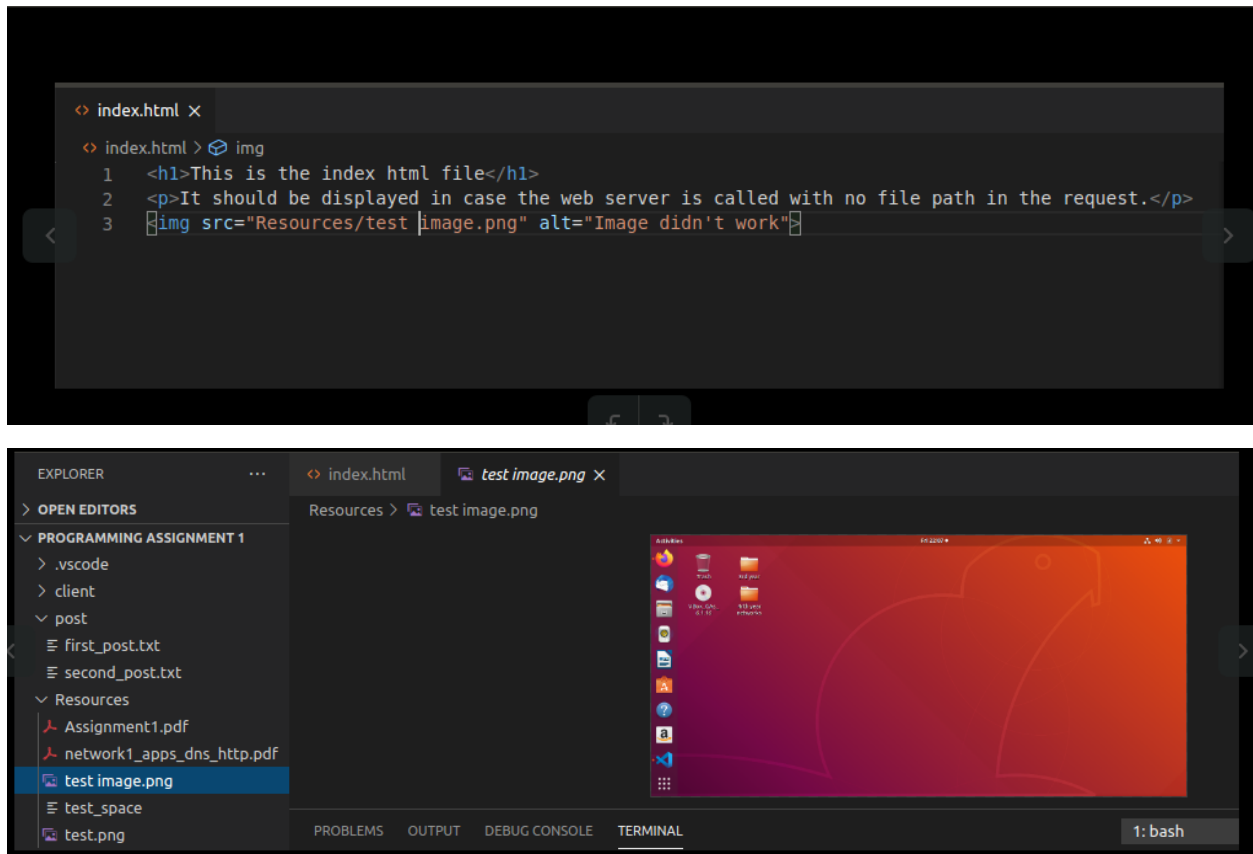 index.html
index.html > img
1 <h1>This is the index html file</h1>
2 <p>It should be displayed in case the web server is called with no file path in the request.</p>
3 <img src="Resources/test image.png" alt="Image didn't work">
EXPLORER
index.html
test image.png
OPEN EDITORS
Resources > test image.png
PROGRAMMING ASSIGNMENT 1
.vscode
client
post
first_post.txt
second_post.txt
Resources
Assignment1.pdf
network1_apps_dns_http.pdf
test image.png
test_space
test.png
Activities
Trash
PROBLEMS OUTPUT DEBUG CONSOLE TERMINAL
1: bash